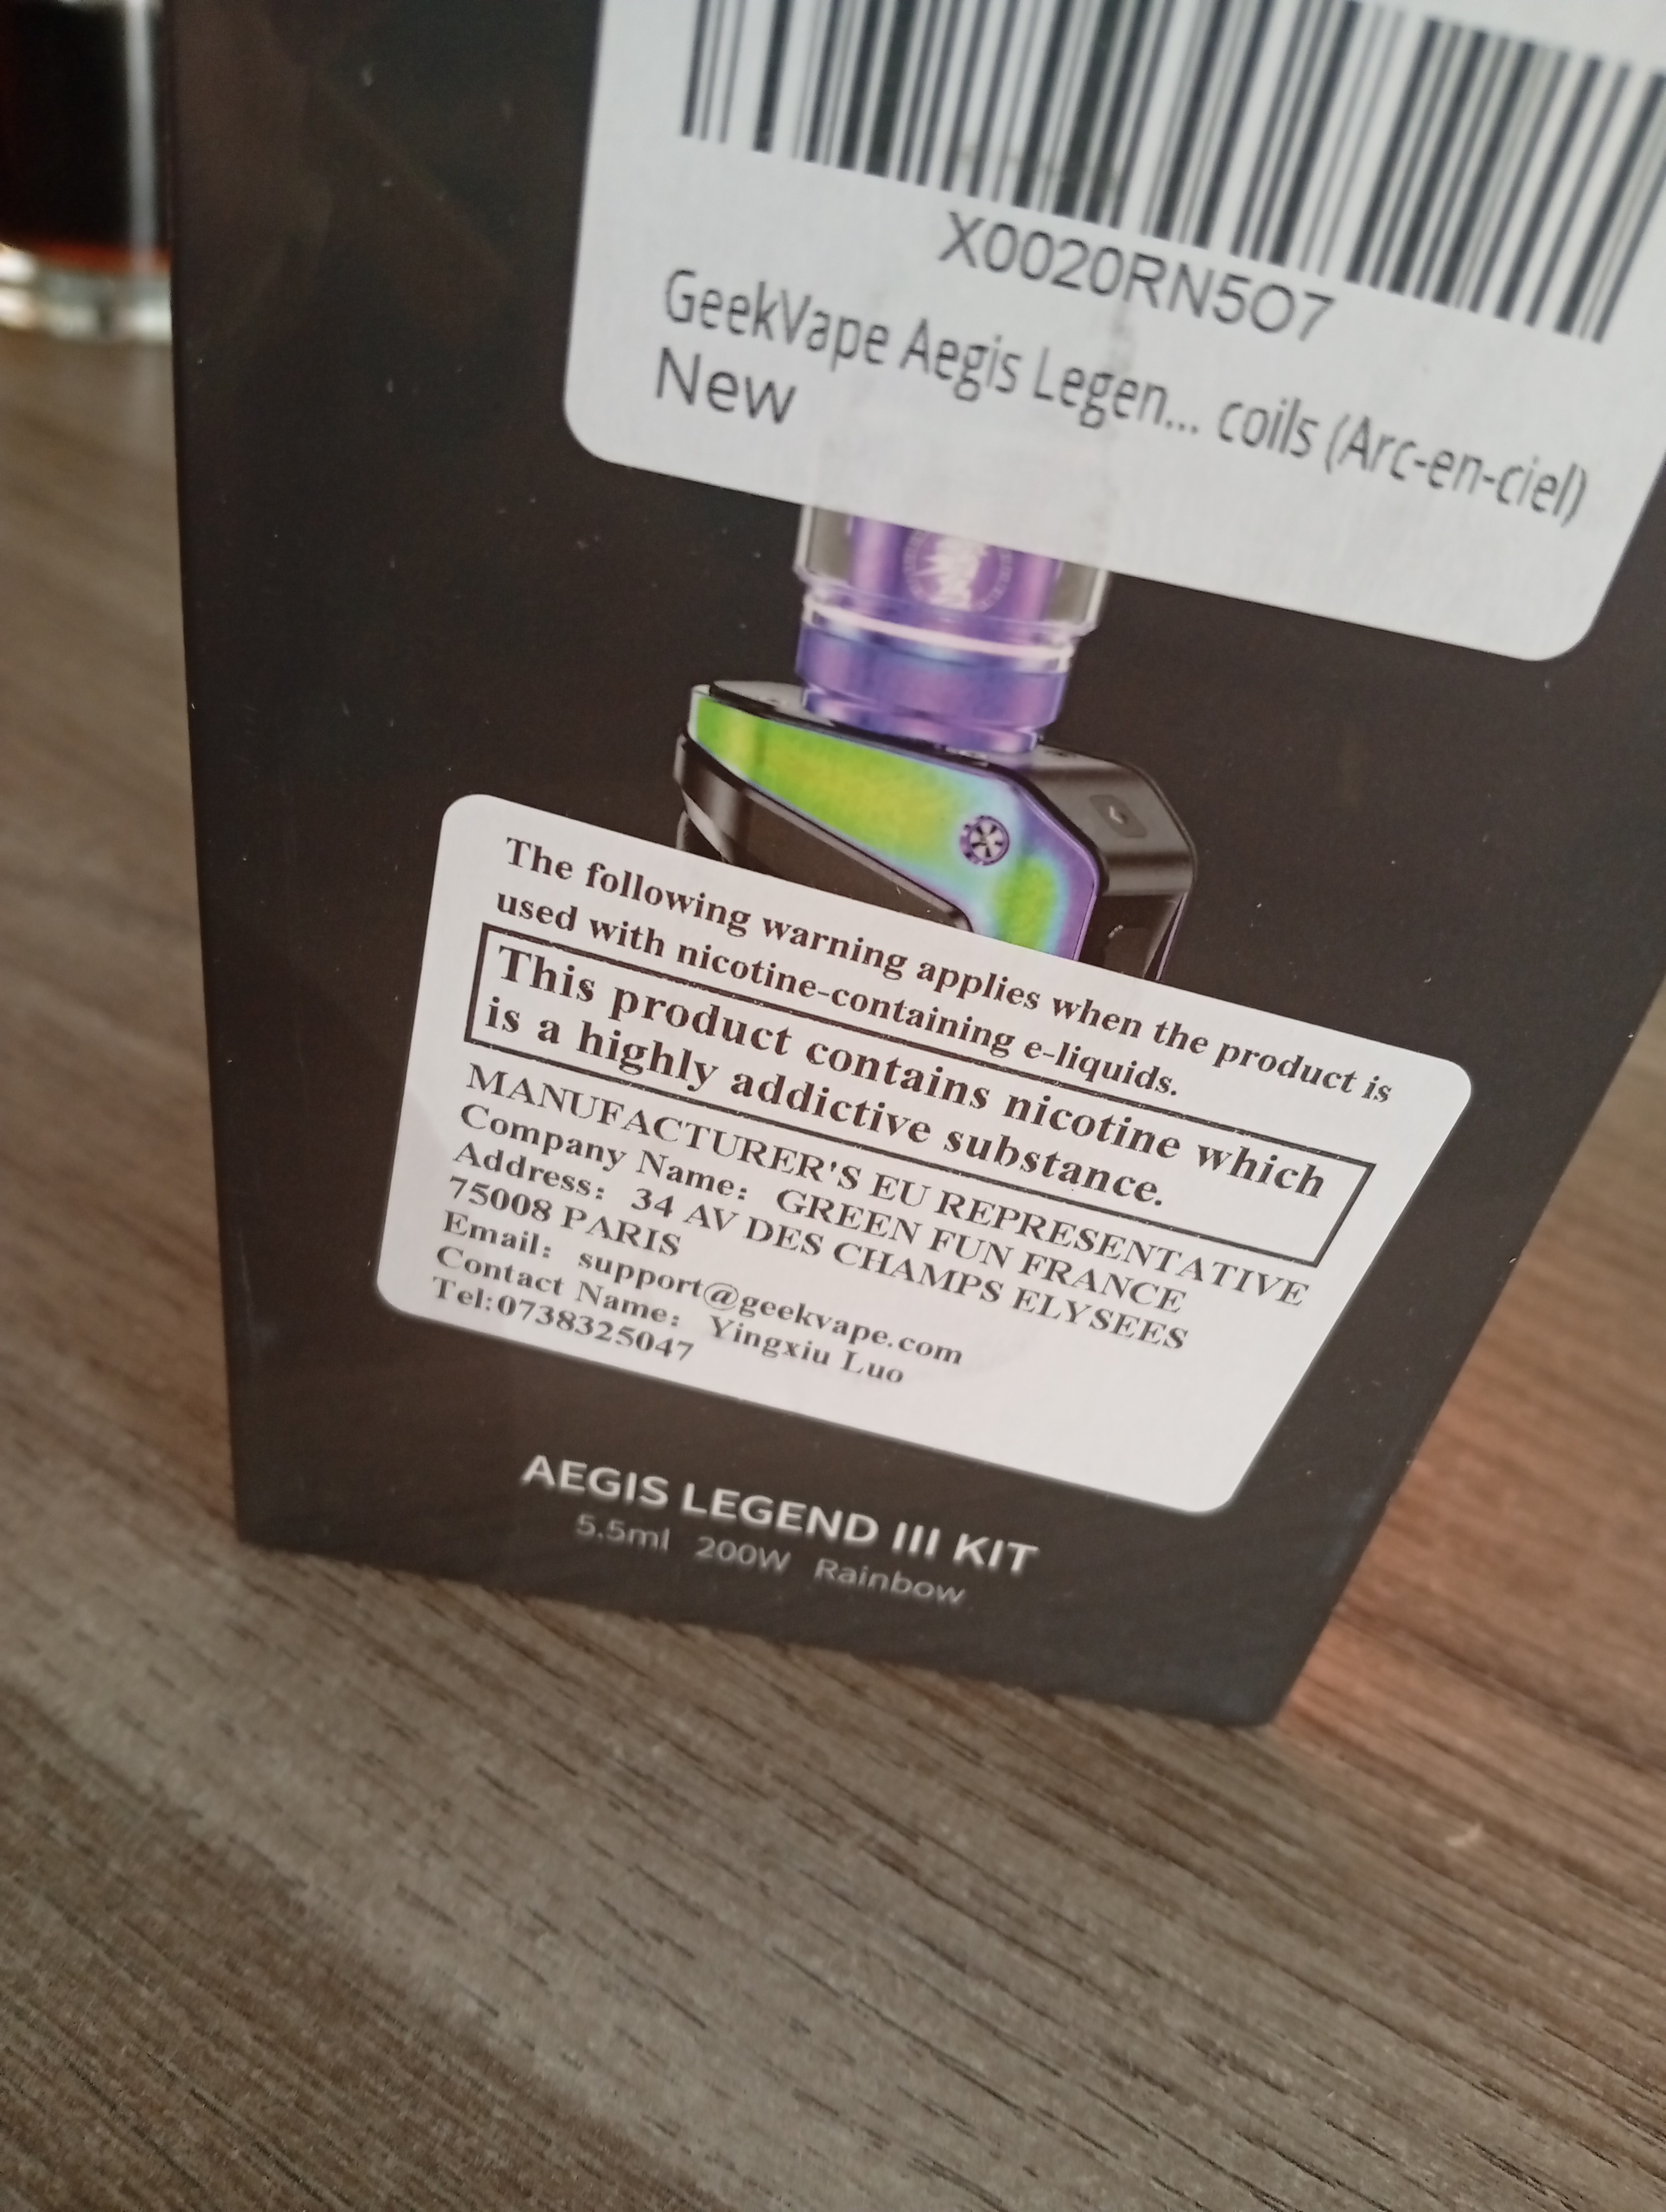 X0020RN5O7
GeekVape Aegis Legen... coils (Arc-en-ciel)
New
The following warning applies when the product is
used with nicotine-containing e-liquids.
This product contains nicotine which
is a highly addictive substance.
MANUFACTURER'S EU REPRESENTATIVE
Company Name: GREEN FUN FRANCE
Address: 34 AV DES CHAMPS ELYSEES
75008 PARIS
Email: support@geekvape.com
Contact Name: Yingxiu Luo
Tel:0738325047
AEGIS LEGEND III KIT
5.5ml 200W Rainbow